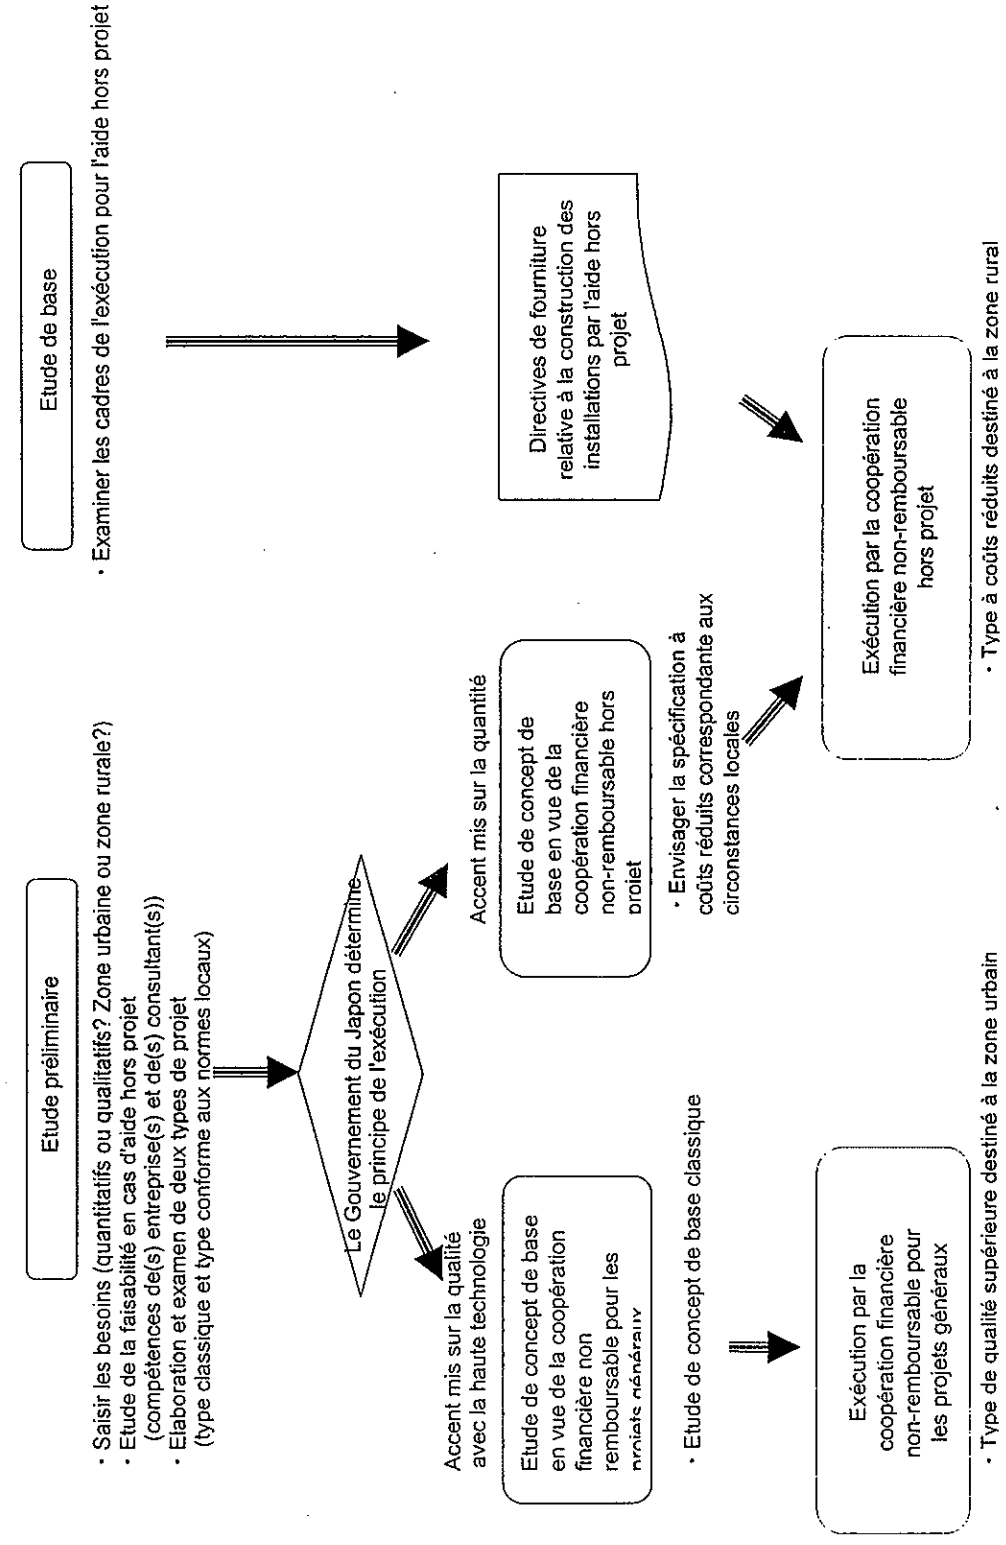 Etude préliminaire
· Saisir les besoins (quantitatifs ou qualitatifs? Zone urbaine ou zone rurale?)
· Etude de la faisabilité en cas d'aide hors projet
(compétences de(s) entreprise(s) et de(s) consultant(s))
· Elaboration et examen de deux types de projet
(type classique et type conforme aux normes locaux)
Le Gouvernement du Japon détermine
le principe de l'exécution
Accent mis sur la qualité
avec la haute technologie
Etude de concept de base
en vue de la coopération
financière non
remboursable pour les
projets généraux
· Etude de concept de base classique
Exécution par la
coopération financière
non-remboursable pour
les projets généraux
· Type de qualité supérieure destiné à la zone urbain
Accent mis sur la quantité
Etude de concept de
base en vue de la
coopération financière
non-remboursable hors
projet
· Envisager la spécification à
coûts réduits correspondante aux
circonstances locales
Etude de base
· Examiner les cadres de l'exécution pour l'aide hors projet
Directives de fourniture
relative à la construction des
installations par l'aide hors
projet
Exécution par la coopération
financière non-remboursable
hors projet
· Type à coûts réduits destiné à la zone rural